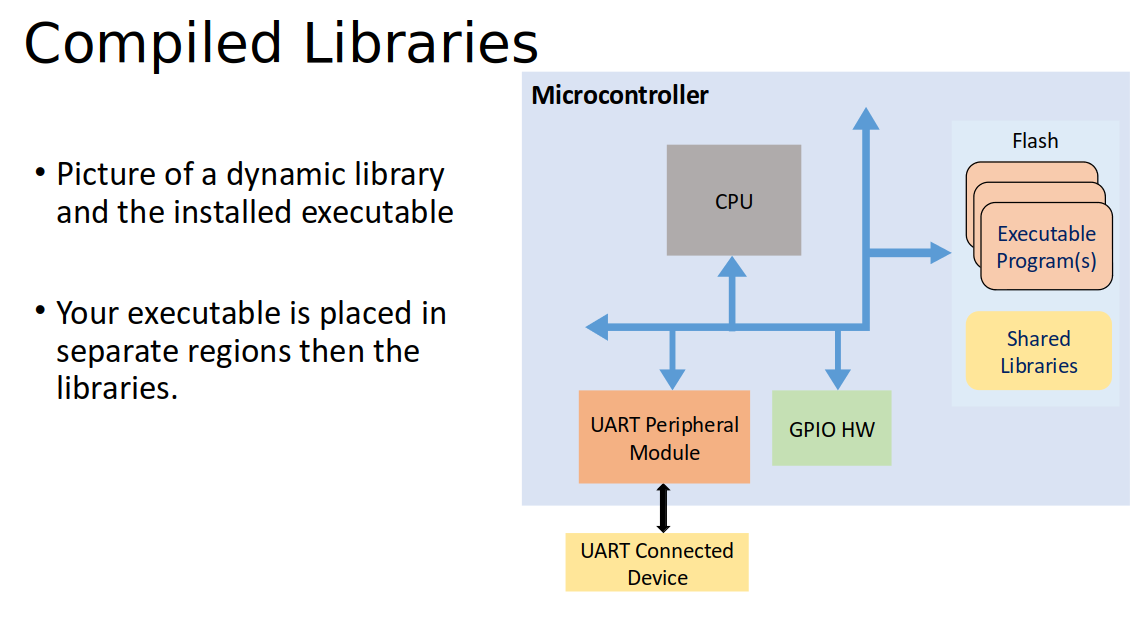 Compiled Libraries
• Picture of a dynamic library
and the installed executable
• Your executable is placed in
separate regions then the
libraries.
Microcontroller
CPU
Flash
Executable
Program(s)
Shared
Libraries
UART Peripheral
Module
GPIO HW
UART Connected
Device